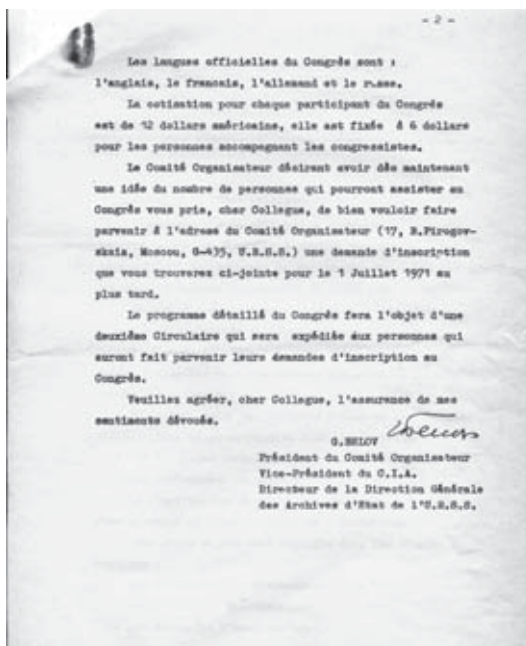 - 2 -
Les langues officielles du Congrès sont :
l'anglais, le francais, l'allemand et le russe.
La cotisation pour chaque participant du Congrès
est de 12 dollars américains, elle est fixée à 6 dollars
pour les personnes accompagnant les congressistes.
Le Comité Organisateur désirant avoir dès maintenant
une idée du nombre de personnes qui pourront assister au
Congrès vous prie, cher Collegue, de bien vouloir faire
parvenir à l'adresse du Comité Organisateur (17, B.Pirogov-
skaia, Moscou, G-435, U.R.S.S.) une demande d'inscription
que vous trouverez ci-jointe pour le 1 Juillet 1971 au
plus tard.
Le programme détaillé du Congrès fera l'objet d'une
deuxième Circulaire qui sera expédiée aux personnes qui
auront fait parvenir leurs demandes d'inscription au
Congrès.
Veuillez agréer, cher Collegue, l'assurance de mes
sentiments dévoués.
G.BELOV
Président du Comité Organisateur
Vice-Président du C.I.A.
Directeur de la Direction Générale
des Archives d'Etat de l'U.R.S.S.